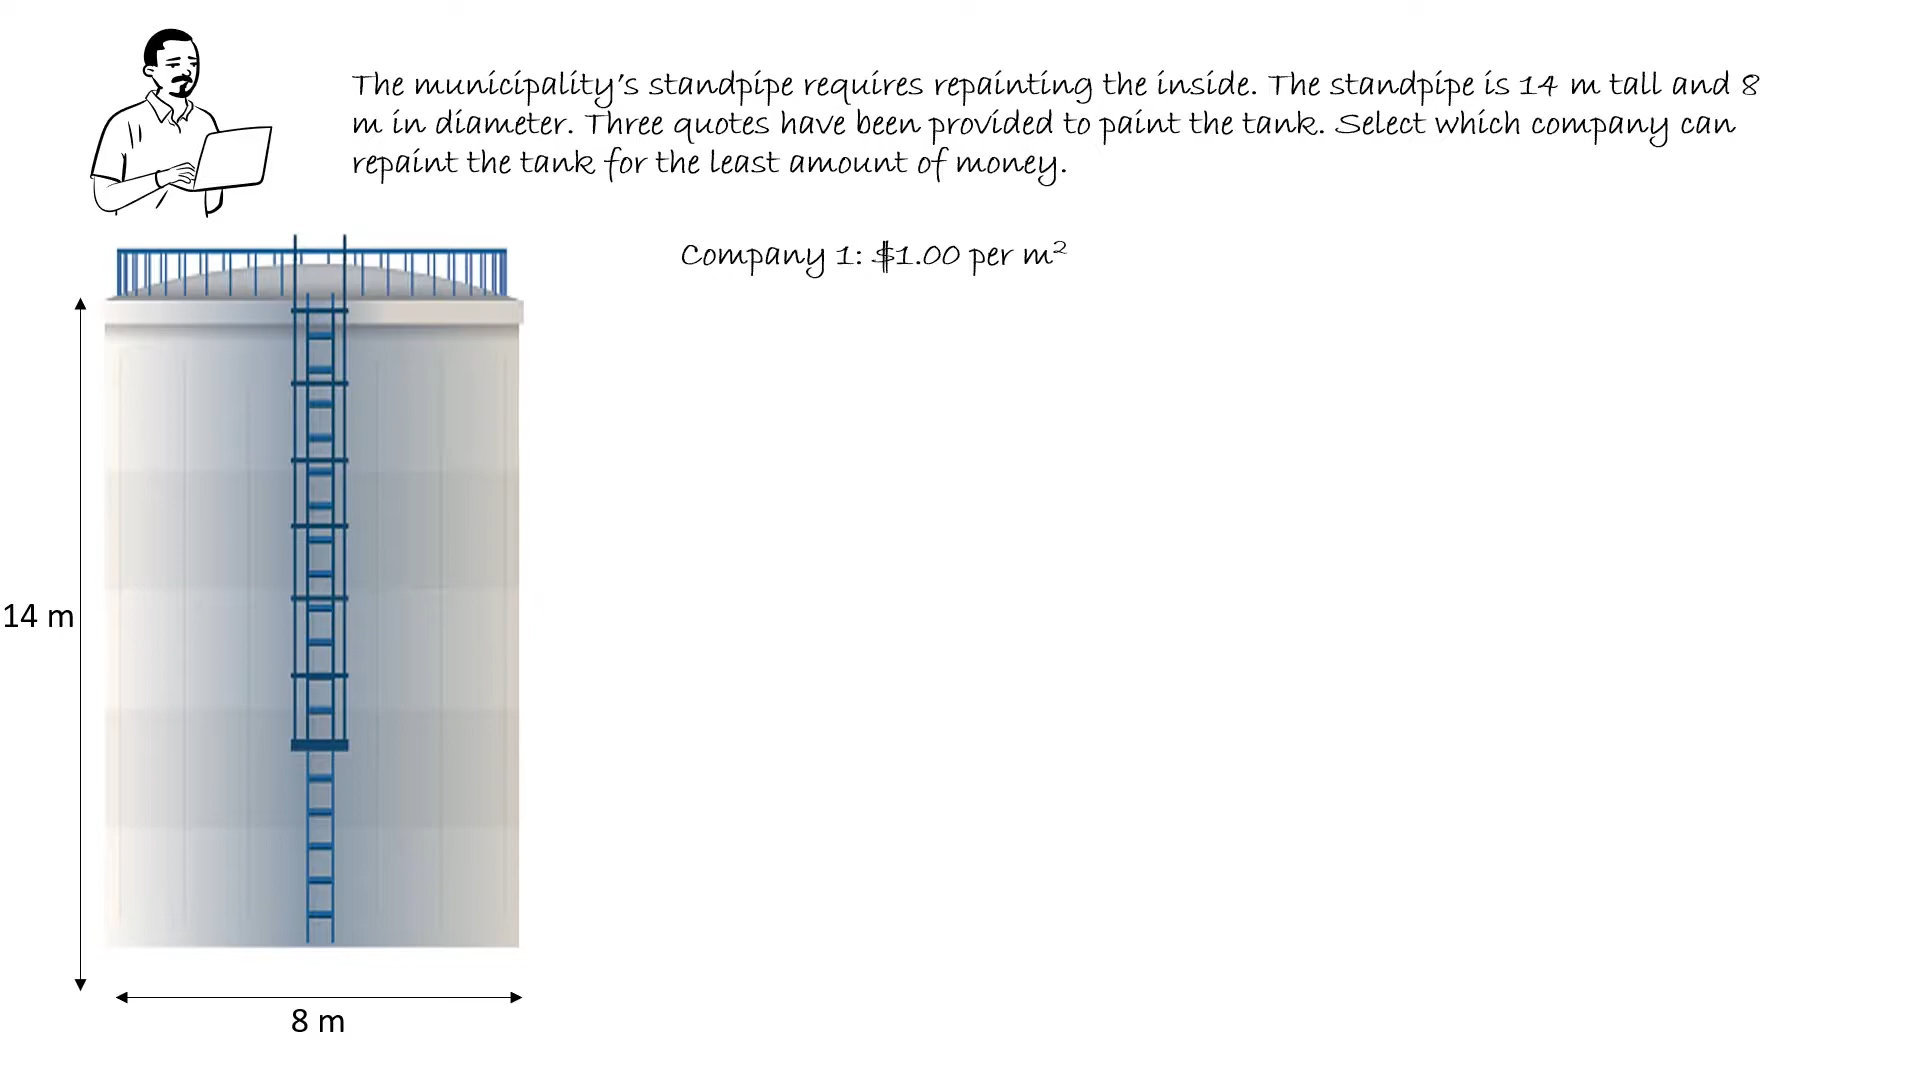 The municipality's standpipe requires repainting the inside. The standpipe is 14 m tall and 8
m in diameter. Three quotes have been provided to paint the tank. Select which company can
repaint the tank for the least amount of money.
Company 1: $1.00 per m²
14 m
8 m